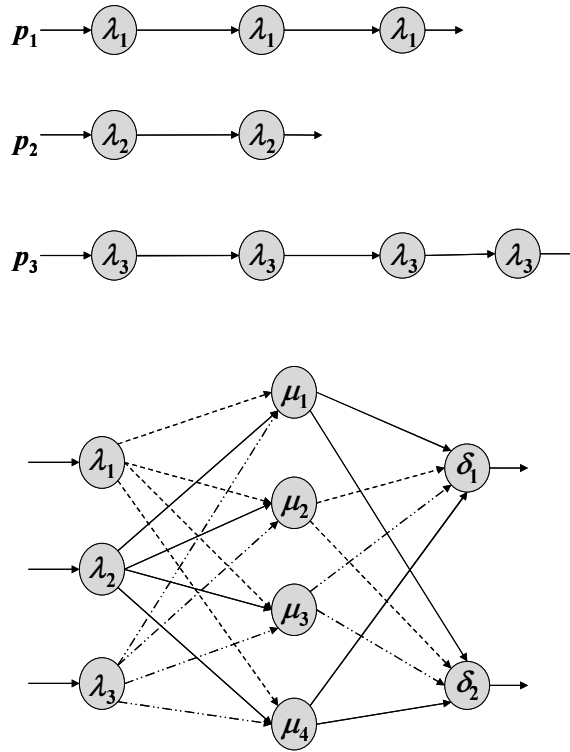 p₁ λ₁ λ₁ λ₁
p₂ λ₂ λ₂
p₃ λ₃ λ₃ λ₃ λ₃
μ₁
λ₁ δ₁
μ₂
λ₂
μ₃
λ₃ δ₂
μ₄